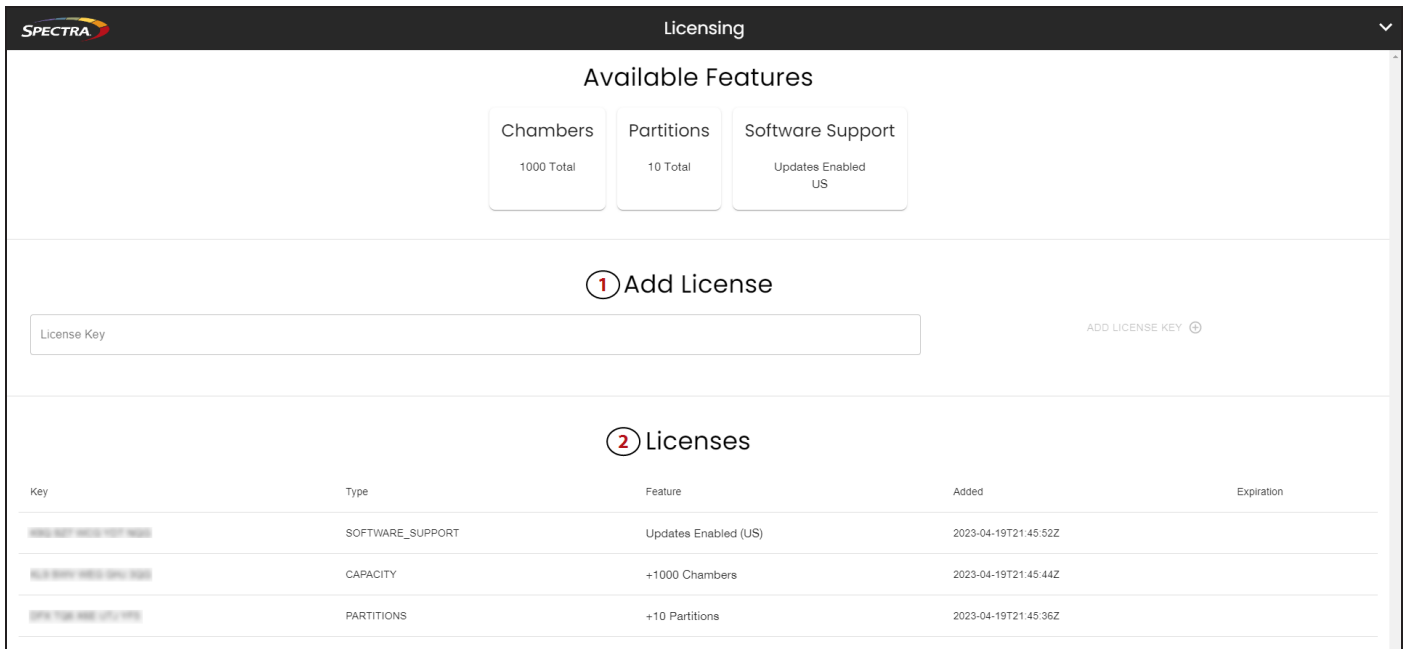 SPECTRA
Licensing
Available Features
Chambers Partitions Software Support
1000 Total 10 Total Updates Enabled
US
1 Add License
License Key ADD LICENSE KEY
2 Licenses
Key Type Feature Added Expiration
SOFTWARE_SUPPORT Updates Enabled (US) 2023-04-19T21:45:52Z
CAPACITY +1000 Chambers 2023-04-19T21:45:44Z
PARTITIONS +10 Partitions 2023-04-19T21:45:36Z